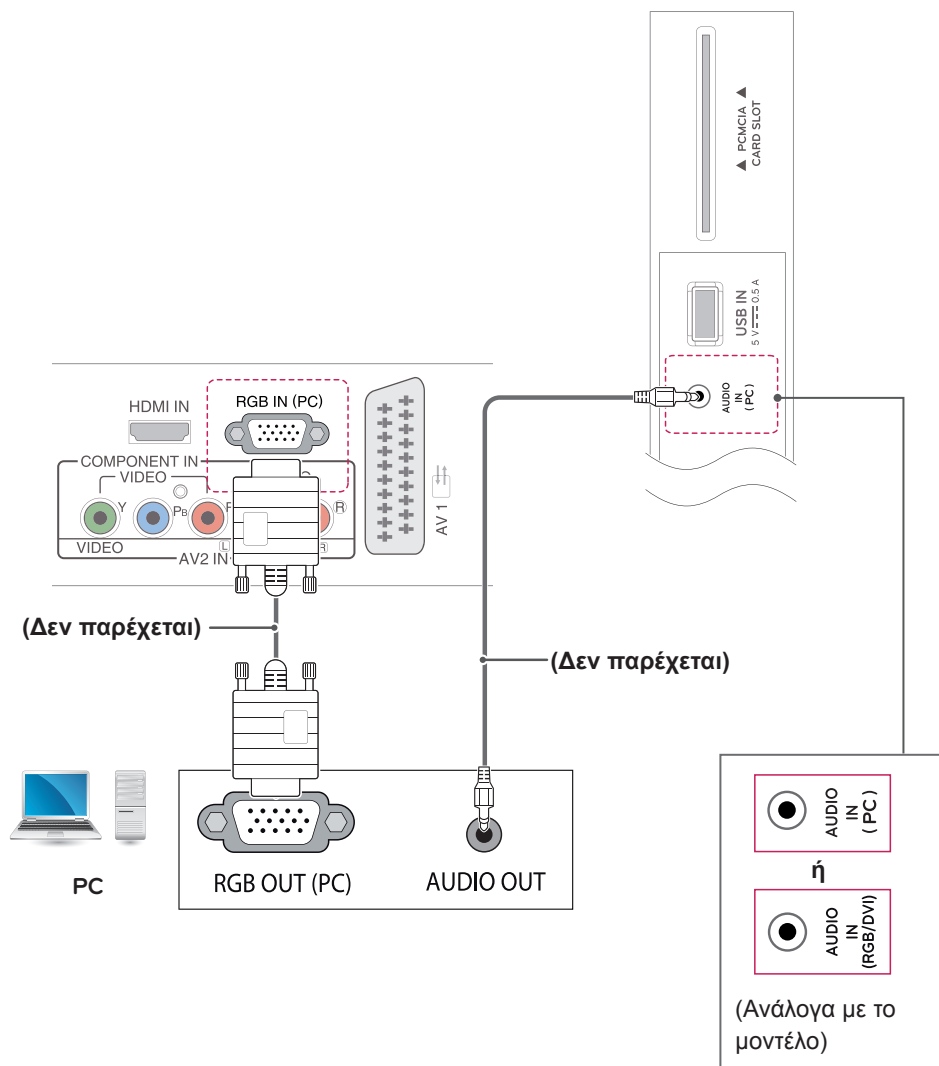 ▲ PCMCIA ▲
CARD SLOT
USB IN
5 V 0.5 A
AUDIO
IN
(PC)
HDMI IN
RGB IN (PC)
COMPONENT IN
VIDEO
Y
PB
R
VIDEO
L
R
AV2 IN
AV 1
(Δεν παρέχεται)
(Δεν παρέχεται)
PC
RGB OUT (PC)
AUDIO OUT
AUDIO
IN
(PC)
ή
AUDIO
IN
(RGB/DVI)
(Ανάλογα με το
μοντέλο)